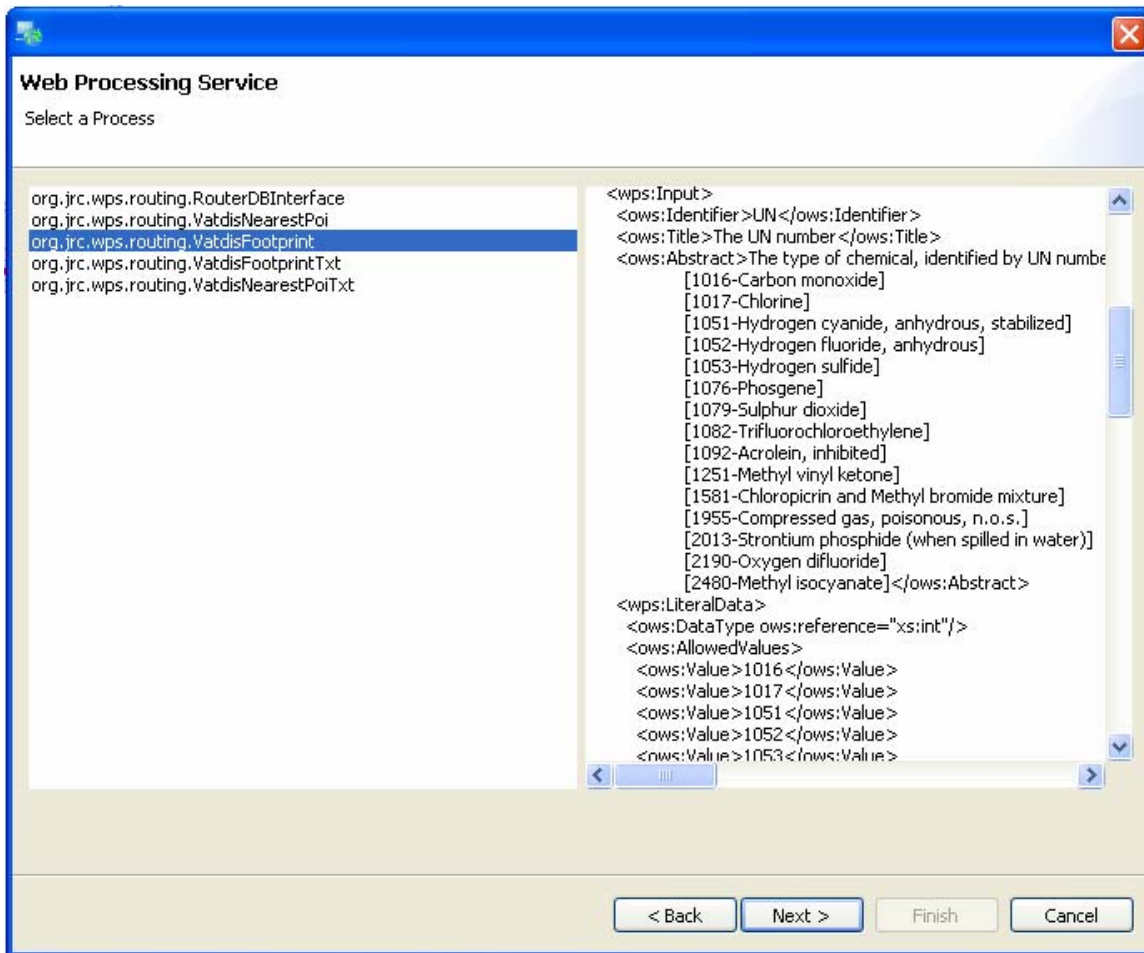 Web Processing Service
Select a Process
org.jrc.wps.routing.RouterDBInterface
org.jrc.wps.routing.VatdisNearestPoi
org.jrc.wps.routing.VatdisFootprint
org.jrc.wps.routing.VatdisFootprintTxt
org.jrc.wps.routing.VatdisNearestPoiTxt
<wps:Input>
<ows:Identifier>UN</ows:Identifier>
<ows:Title>The UN number</ows:Title>
<ows:Abstract>The type of chemical, identified by UN numbe
[1016-Carbon monoxide]
[1017-Chlorine]
[1051-Hydrogen cyanide, anhydrous, stabilized]
[1052-Hydrogen fluoride, anhydrous]
[1053-Hydrogen sulfide]
[1076-Phosgene]
[1079-Sulphur dioxide]
[1082-Trifluorochloroethylene]
[1092-Acrolein, inhibited]
[1251-Methyl vinyl ketone]
[1581-Chloropicrin and Methyl bromide mixture]
[1955-Compressed gas, poisonous, n.o.s.]
[2013-Strontium phosphide (when spilled in water)]
[2190-Oxygen difluoride]
[2480-Methyl isocyanate]</ows:Abstract>
<wps:LiteralData>
<ows:DataType ows:reference="xs:int"/>
<ows:AllowedValues>
<ows:Value>1016</ows:Value>
<ows:Value>1017</ows:Value>
<ows:Value>1051</ows:Value>
<ows:Value>1052</ows:Value>
<ows:Value>1053</ows:Value>
< Back
Next >
Finish
Cancel